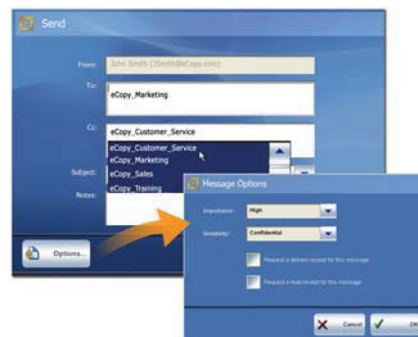 Send
From:
John Smith [JSmith@eCopy.com]
To:
eCopy_Marketing
Cc:
eCopy_Customer_Service
eCopy_Customer_Service
eCopy_Marketing
eCopy_Sales
eCopy_Training
Subject:
Notes:
Options...
Message Options
Importance:
High
Sensitivity:
Confidential
Request a delivery receipt for this message
Request a read receipt for this message
Cancel
OK